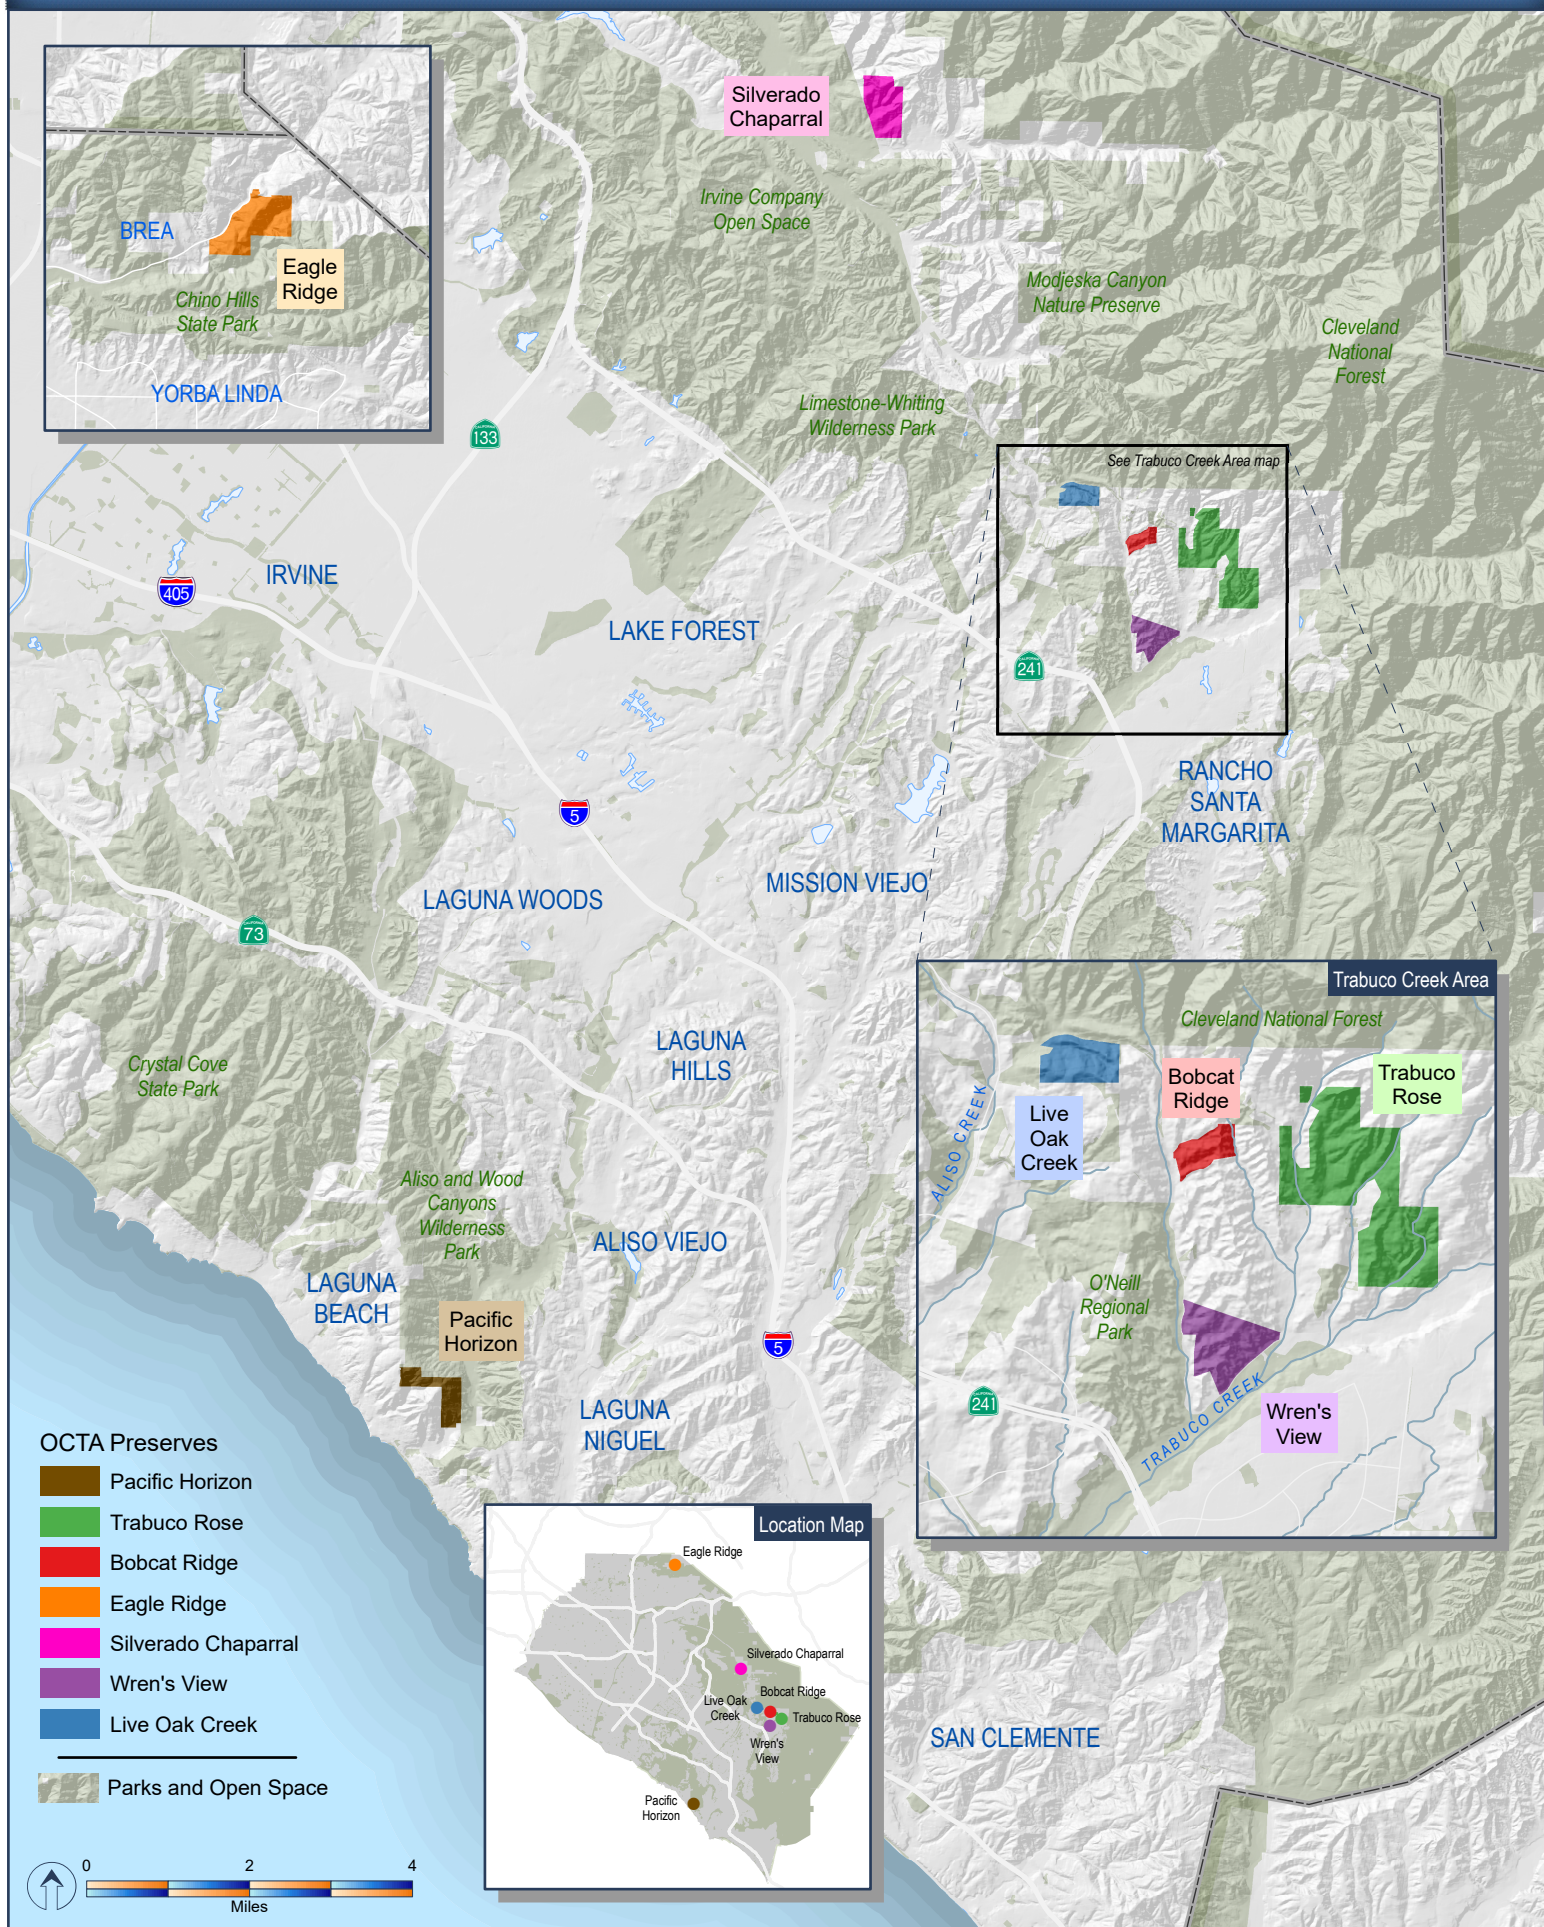 Silverado
Chaparral
Irvine Company
Open Space
BREA
Eagle
Ridge
Chino Hills
State Park
YORBA LINDA
Modjeska Canyon
Nature Preserve
Cleveland
National
Forest
Limestone-Whiting
Wilderness Park
CALIFORNIA
133
See Trabuco Creek Area map
405
IRVINE
LAKE FOREST
CALIFORNIA
241
RANCHO
SANTA
MARGARITA
5
MISSION VIEJO
LAGUNA WOODS
CALIFORNIA
73
LAGUNA
HILLS
Crystal Cove
State Park
Aliso and Wood
Canyons
Wilderness
Park
ALISO VIEJO
LAGUNA
BEACH
Pacific
Horizon
5
LAGUNA
NIGUEL
Trabuco Creek Area
Cleveland National Forest
Bobcat
Ridge
Trabuco
Rose
Live
Oak
Creek
ALISO CREEK
O'Neill
Regional
Park
CALIFORNIA
241
TRABUCO CREEK
Wren's
View
OCTA Preserves
Pacific Horizon
Trabuco Rose
Bobcat Ridge
Eagle Ridge
Silverado Chaparral
Wren's View
Live Oak Creek
Parks and Open Space
0 2 4
Miles
Location Map
Eagle Ridge
Silverado Chaparral
Bobcat Ridge
Live Oak
Creek
Trabuco Rose
Wren's
View
Pacific
Horizon
SAN CLEMENTE